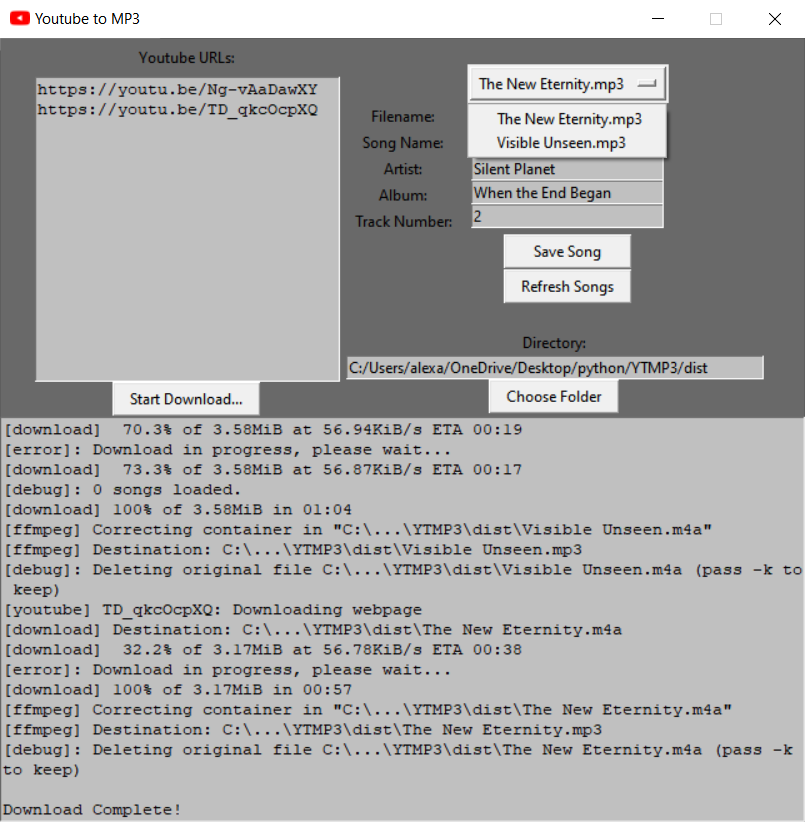 Youtube to MP3
Youtube URLs:
https://youtu.be/Ng-vAaDawXY
https://youtu.be/TD_qkcOcpXQ
The New Eternity.mp3
The New Eternity.mp3
Visible Unseen.mp3
Filename:
Song Name:
Artist: Silent Planet
Album: When the End Began
Track Number: 2
Save Song
Refresh Songs
Directory:
C:/Users/alexa/OneDrive/Desktop/python/YTMP3/dist
Start Download...
Choose Folder
[download]  70.3% of 3.58MiB at 56.94KiB/s ETA 00:19
[error]: Download in progress, please wait...
[download]  73.3% of 3.58MiB at 56.87KiB/s ETA 00:17
[debug]: 0 songs loaded.
[download] 100% of 3.58MiB in 01:04
[ffmpeg] Correcting container in "C:\...\YTMP3\dist\Visible Unseen.m4a"
[ffmpeg] Destination: C:\...\YTMP3\dist\Visible Unseen.mp3
[debug]: Deleting original file C:\...\YTMP3\dist\Visible Unseen.m4a (pass -k to
keep)
[youtube] TD_qkcOcpXQ: Downloading webpage
[download] Destination: C:\...\YTMP3\dist\The New Eternity.m4a
[download]  32.2% of 3.17MiB at 56.78KiB/s ETA 00:38
[error]: Download in progress, please wait...
[download] 100% of 3.17MiB in 00:57
[ffmpeg] Correcting container in "C:\...\YTMP3\dist\The New Eternity.m4a"
[ffmpeg] Destination: C:\...\YTMP3\dist\The New Eternity.mp3
[debug]: Deleting original file C:\...\YTMP3\dist\The New Eternity.m4a (pass -k
to keep)
Download Complete!